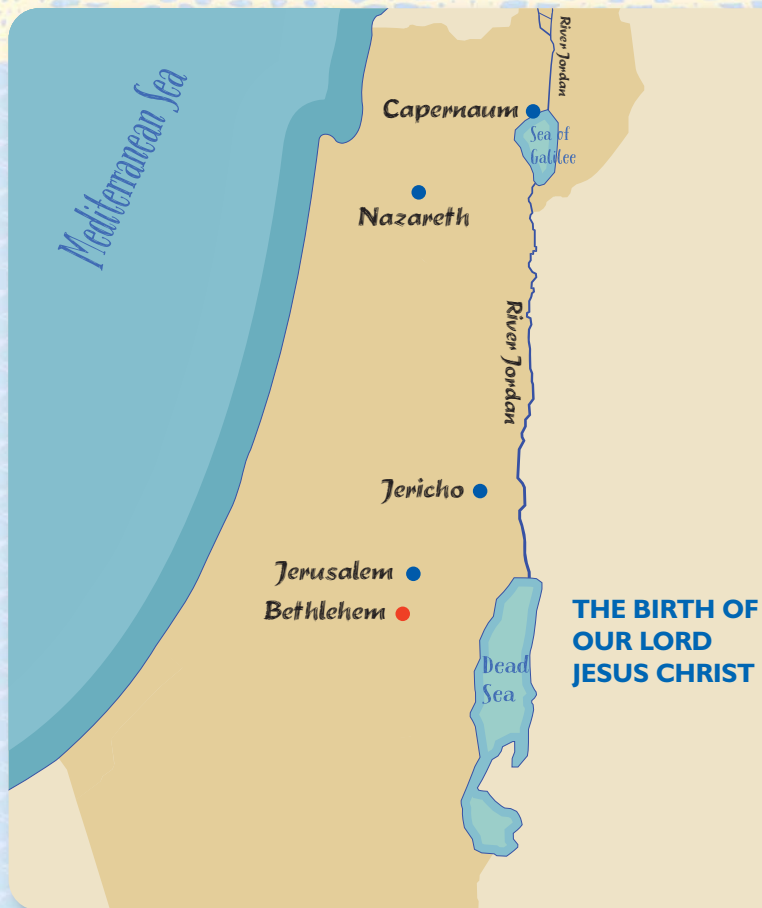 River Jordan
Mediterranean Sea
Capernaum
Sea of
Galilee
Nazareth
River Jordan
Jericho
Jerusalem
Bethlehem
THE BIRTH OF
OUR LORD
JESUS CHRIST
Dead
Sea